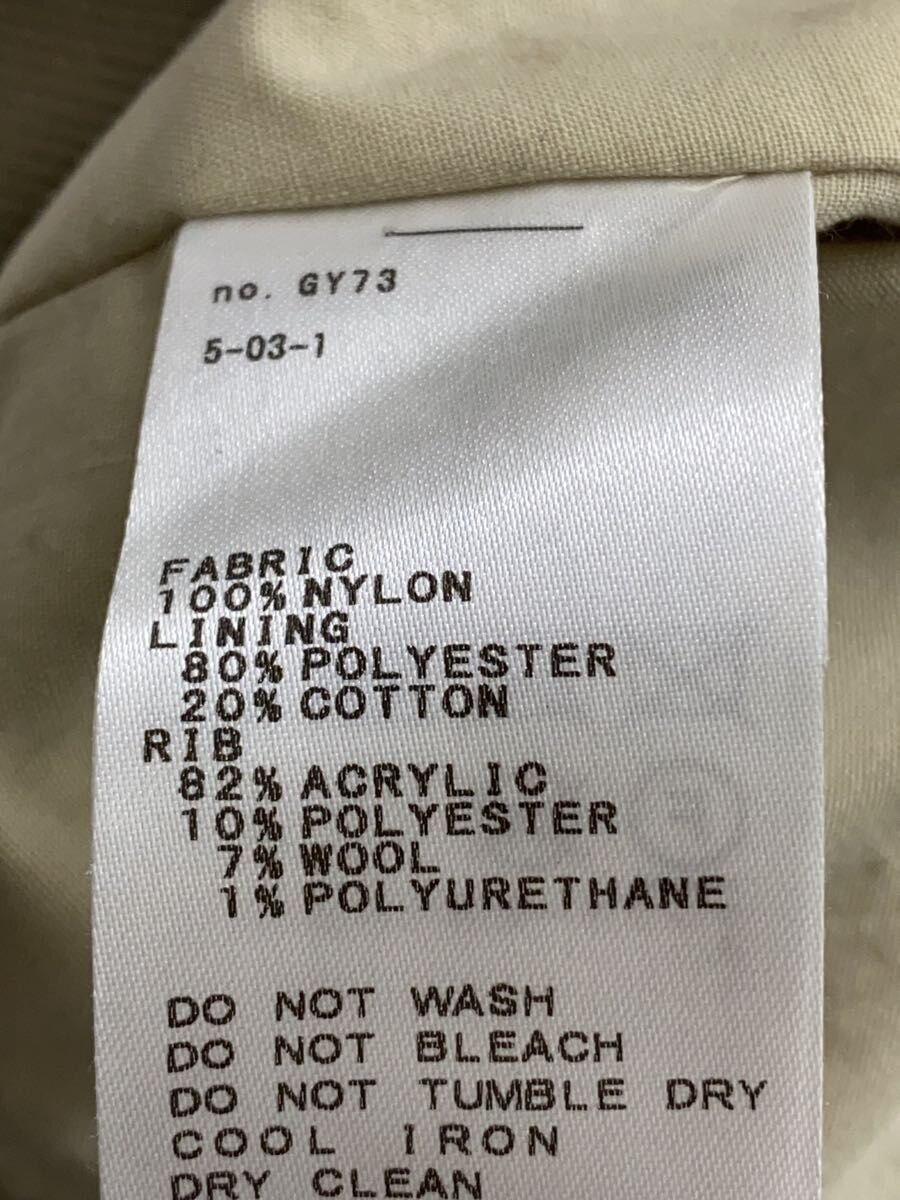 no. GY73
5-03-1
FABRIC
100% NYLON
LINING
80% POLYESTER
20% COTTON
RIB
82% ACRYLIC
10% POLYESTER
7% WOOL
1% POLYURETHANE
DO NOT WASH
DO NOT BLEACH
DO NOT TUMBLE DRY
COOL IRON
DRY CLEAN